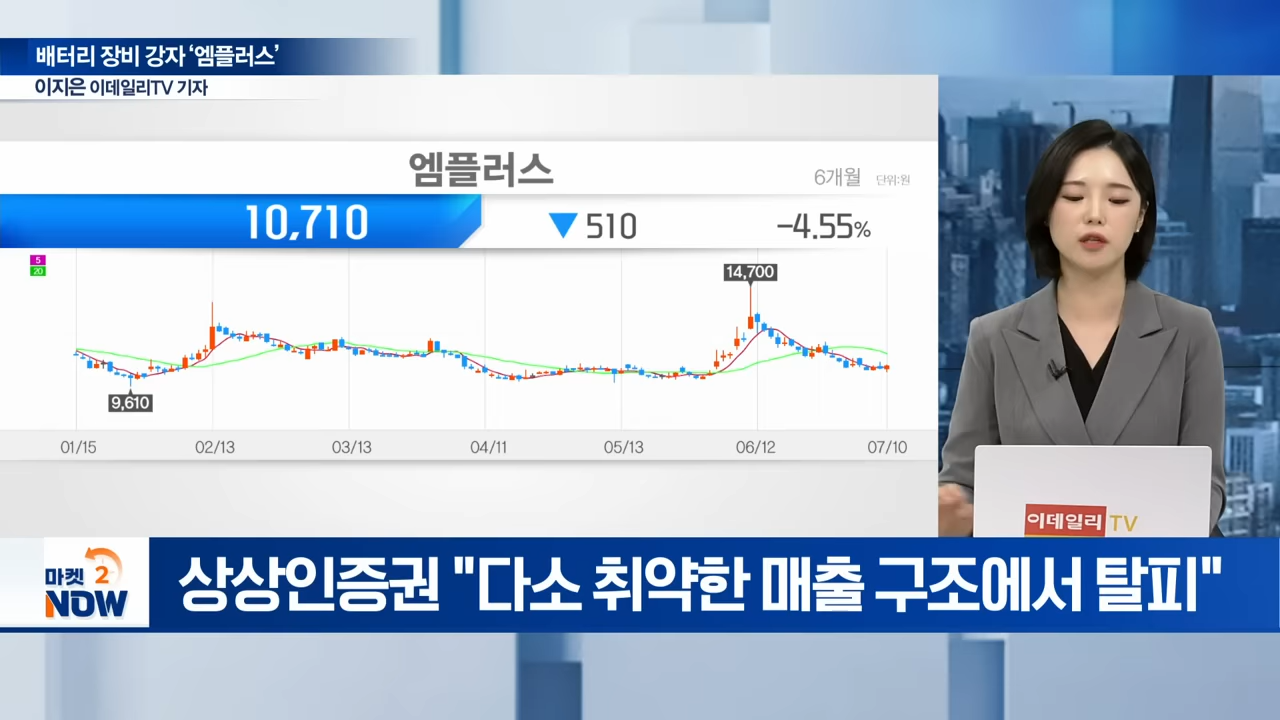 배터리 장비 강자 ‘엠플러스’
이지은 이데일리TV 기자
엠플러스
6개월 단위:원
10,710 ▼ 510 -4.55%
5
20
14,700
9,610
01/15 02/13 03/13 04/11 05/13 06/12 07/10
이데일리 TV
마켓 2
NOW
상상인증권 "다소 취약한 매출 구조에서 탈피"